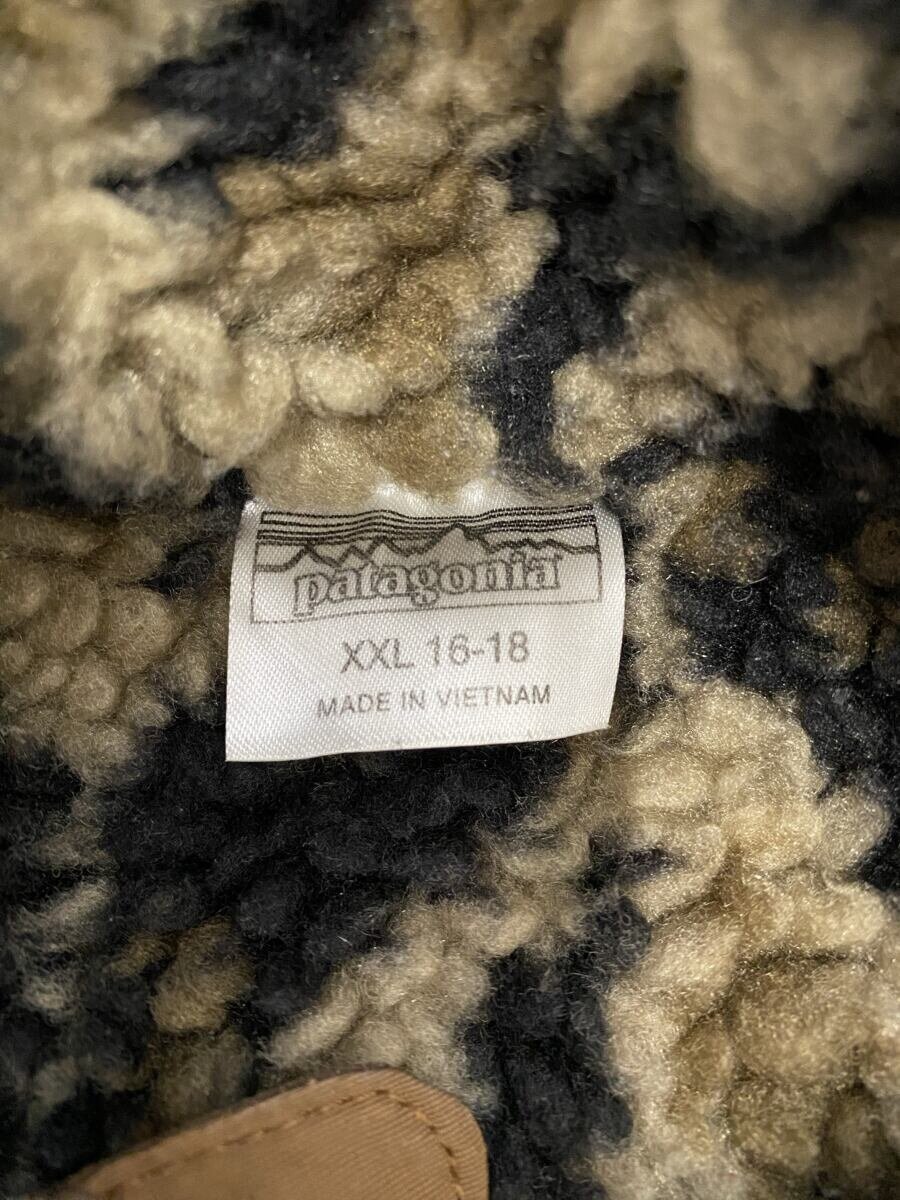 patagonia
XXL 16-18
MADE IN VIETNAM